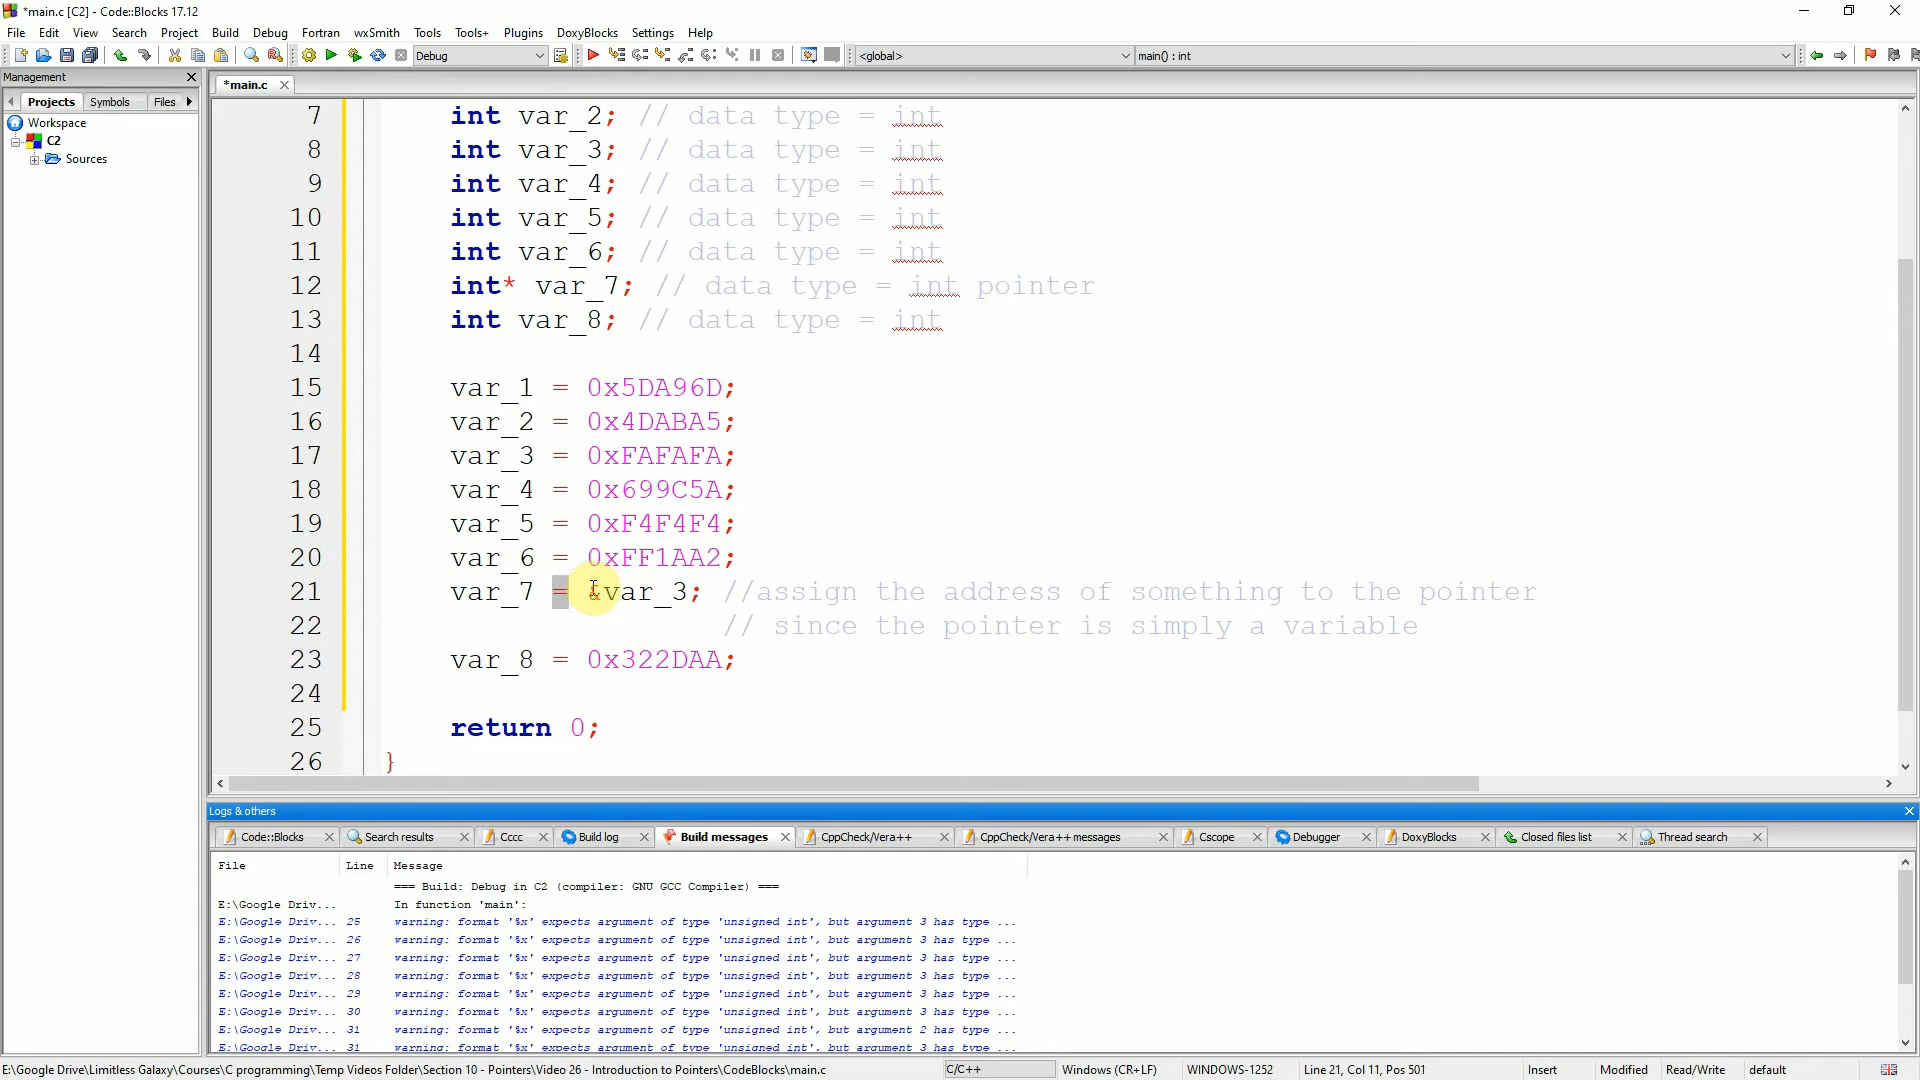 *main.c [C2] - Code::Blocks 17.12
File Edit View Search Project Build Debug Fortran wxSmith Tools Tools+ Plugins DoxyBlocks Settings Help
Debug <global> main() : int
Management
*main.c
Projects Symbols Files
Workspace
C2
Sources
7 int var_2; // data type = int
8 int var_3; // data type = int
9 int var_4; // data type = int
10 int var_5; // data type = int
11 int var_6; // data type = int
12 int* var_7; // data type = int pointer
13 int var_8; // data type = int
14
15 var_1 = 0x5DA96D;
16 var_2 = 0x4DABA5;
17 var_3 = 0xFAFAFA;
18 var_4 = 0x699C5A;
19 var_5 = 0xF4F4F4;
20 var_6 = 0xFF1AA2;
21 var_7 = &var_3; //assign the address of something to the pointer
22 // since the pointer is simply a variable
23 var_8 = 0x322DAA;
24
25 return 0;
26 }
Logs & others
Code::Blocks Search results Cccc Build log Build messages CppCheck/Vera++ CppCheck/Vera++ messages Cscope Debugger DoxyBlocks Closed files list Thread search
File Line Message
=== Build: Debug in C2 (compiler: GNU GCC Compiler) ===
E:\Google Driv... In function 'main':
E:\Google Driv... 25 warning: format '%x' expects argument of type 'unsigned int', but argument 3 has type ...
E:\Google Driv... 26 warning: format '%x' expects argument of type 'unsigned int', but argument 3 has type ...
E:\Google Driv... 27 warning: format '%x' expects argument of type 'unsigned int', but argument 3 has type ...
E:\Google Driv... 28 warning: format '%x' expects argument of type 'unsigned int', but argument 3 has type ...
E:\Google Driv... 29 warning: format '%x' expects argument of type 'unsigned int', but argument 3 has type ...
E:\Google Driv... 30 warning: format '%x' expects argument of type 'unsigned int', but argument 3 has type ...
E:\Google Driv... 31 warning: format '%x' expects argument of type 'unsigned int', but argument 2 has type ...
E:\Google Driv... 31 warning: format '%x' expects argument of type 'unsigned int', but argument 3 has type ...
E:\Google Drive\Limitless Galaxy\Courses\C programming\Temp Videos Folder\Section 10 - Pointers\Video 26 - Introduction to Pointers\CodeBlocks\main.c C/C++ Windows (CR+LF) WINDOWS-1252 Line 21, Col 11, Pos 501 Insert Modified Read/Write default